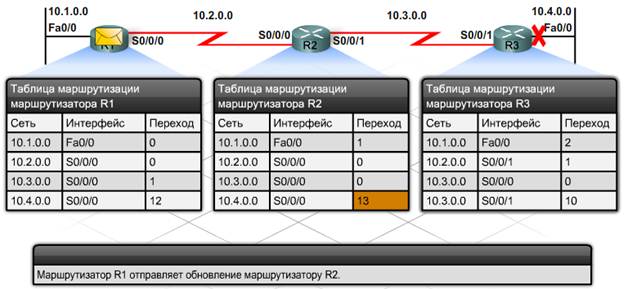 10.1.0.0
10.2.0.0
10.3.0.0
10.4.0.0
Fa0/0
R1
S0/0/0
S0/0/0
R2
S0/0/1
S0/0/1
R3
Fa0/0
Таблица маршрутизации
маршрутизатора R1
Сеть Интерфейс Переход
10.1.0.0 Fa0/0 0
10.2.0.0 S0/0/0 0
10.3.0.0 S0/0/0 1
10.4.0.0 S0/0/0 12
Таблица маршрутизации
маршрутизатора R2
Сеть Интерфейс Переход
10.1.0.0 Fa0/0 1
10.2.0.0 S0/0/0 0
10.3.0.0 S0/0/0 0
10.4.0.0 S0/0/0 13
Таблица маршрутизации
маршрутизатора R3
Сеть Интерфейс Переход
10.1.0.0 Fa0/0 2
10.2.0.0 S0/0/1 1
10.3.0.0 S0/0/0 0
10.3.0.0 S0/0/1 10
Маршрутизатор R1 отправляет обновление маршрутизатору R2.